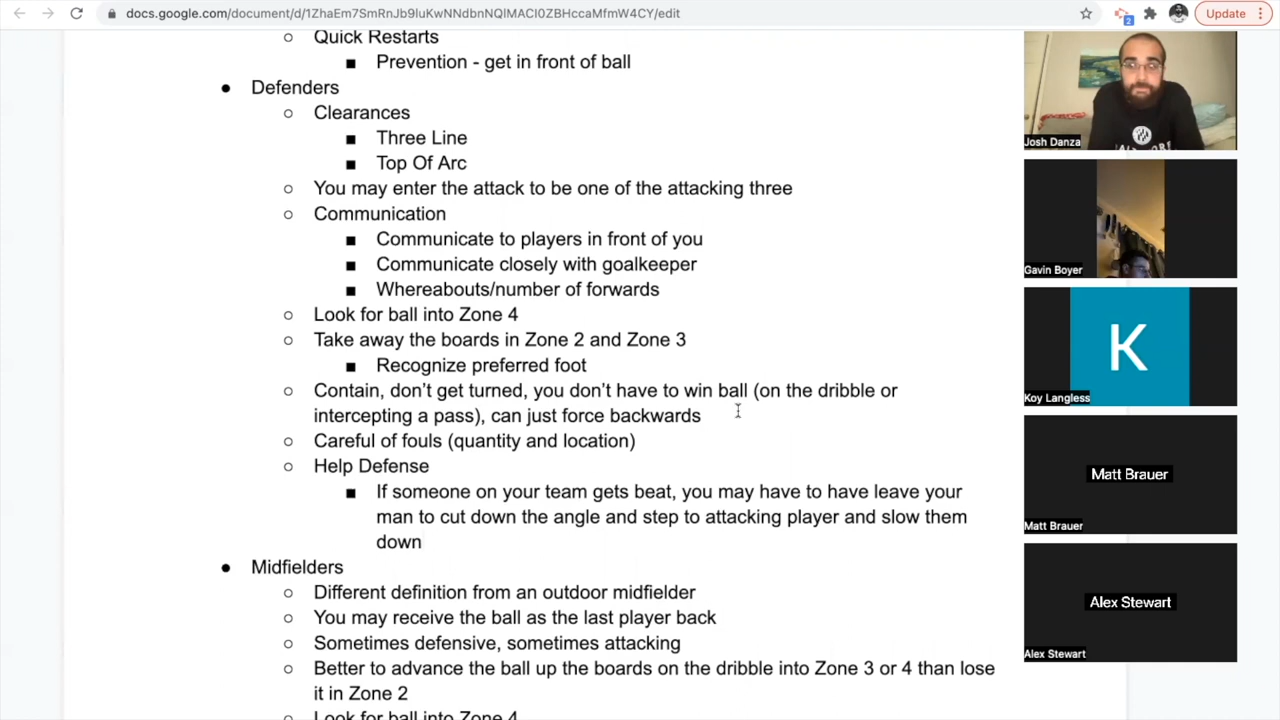 docs.google.com/document/d/1ZhaEm7SmRnJb9luKwNNdbnNQlMACI0ZBHccaMfmW4CY/edit
2
Update
Quick Restarts
Prevention - get in front of ball
Defenders
Clearances
Three Line
Top Of Arc
You may enter the attack to be one of the attacking three
Communication
Communicate to players in front of you
Communicate closely with goalkeeper
Whereabouts/number of forwards
Look for ball into Zone 4
Take away the boards in Zone 2 and Zone 3
Recognize preferred foot
Contain, don’t get turned, you don’t have to win ball (on the dribble or
intercepting a pass), can just force backwards
Careful of fouls (quantity and location)
Help Defense
If someone on your team gets beat, you may have to have leave your
man to cut down the angle and step to attacking player and slow them
down
Midfielders
Different definition from an outdoor midfielder
You may receive the ball as the last player back
Sometimes defensive, sometimes attacking
Better to advance the ball up the boards on the dribble into Zone 3 or 4 than lose
it in Zone 2
Look for ball into Zone 4
Josh Danza
Gavin Boyer
K
Koy Langless
Matt Brauer
Matt Brauer
Alex Stewart
Alex Stewart